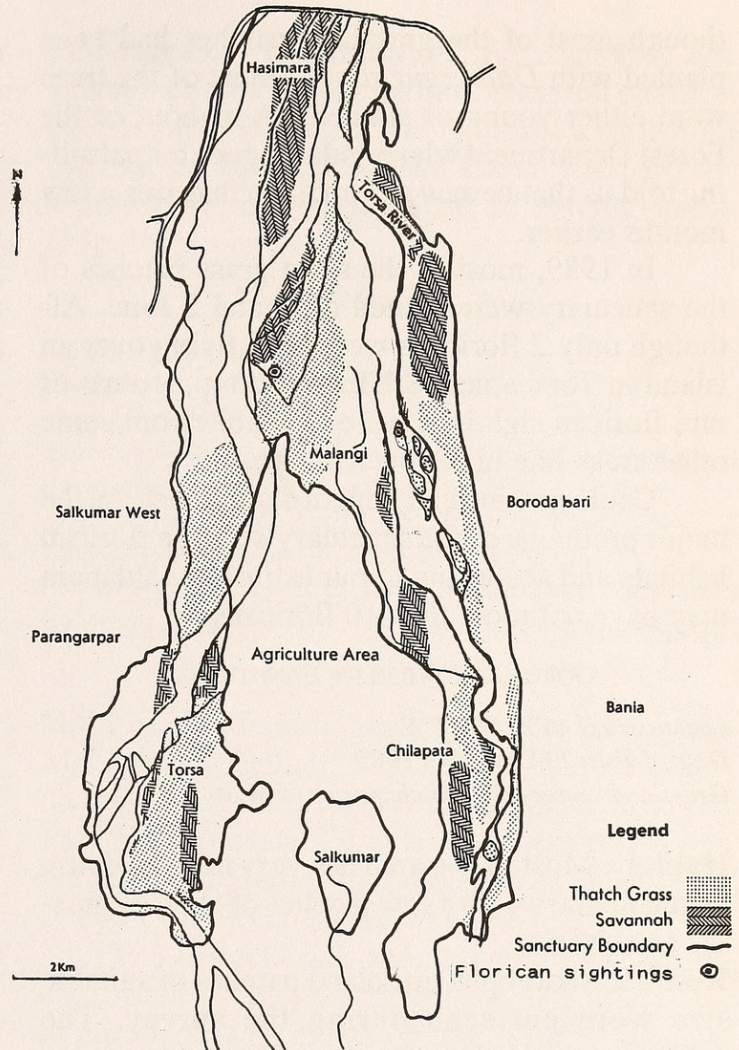 Hasimara
N
Torsa River
Malangi
Salkumar West
Boroda bari
Parangarpar
Agriculture Area
Bania
Chilapata
Torsa
Salkumar
Legend
Thatch Grass
Savannah
Sanctuary Boundary
Florican sightings
2Km